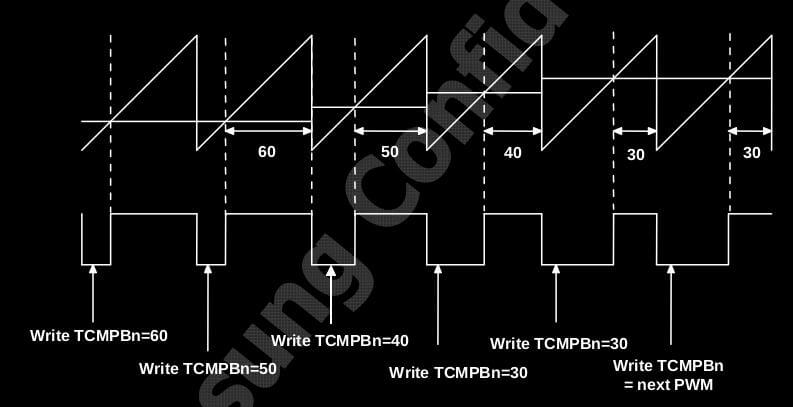 60
50
40
30
30
Write TCMPBn=60
Write TCMPBn=50
Write TCMPBn=40
Write TCMPBn=30
Write TCMPBn=30
Write TCMPBn
= next PWM
sung Confid